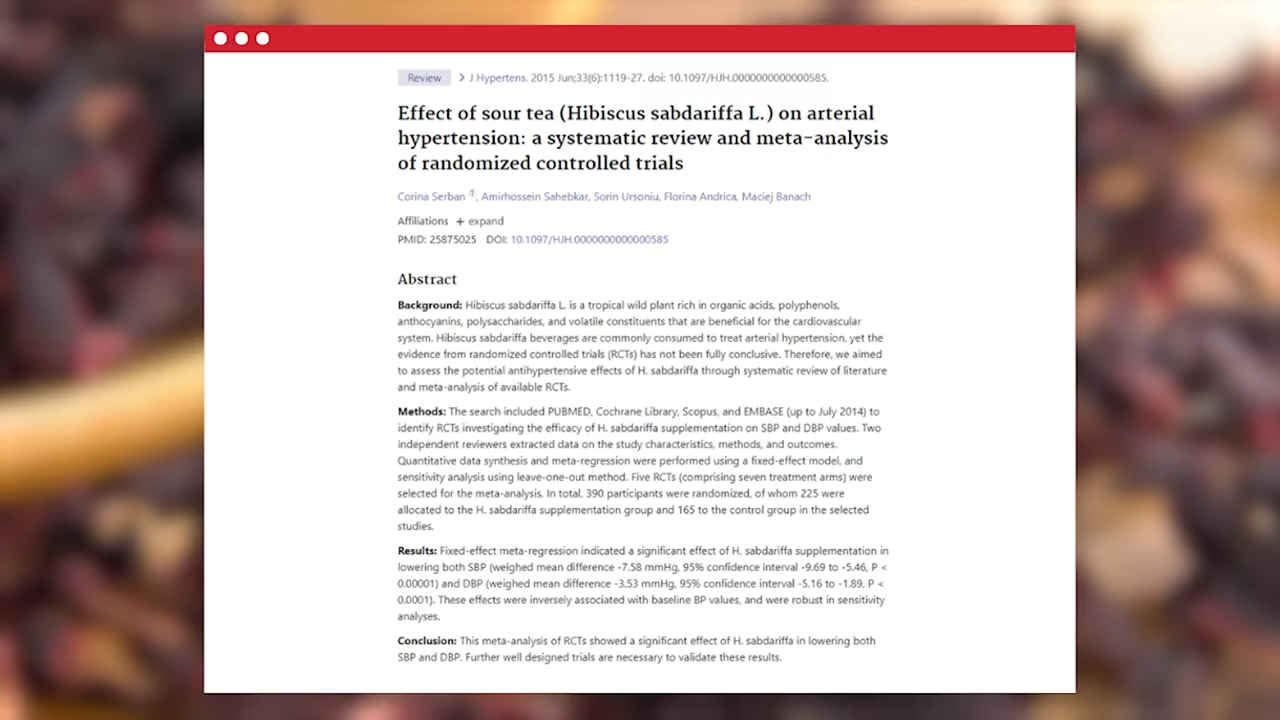 Review > J Hypertens. 2015 Jun;33(6):1119-27. doi: 10.1097/HJH.0000000000000585.
Effect of sour tea (Hibiscus sabdariffa L.) on arterial
hypertension: a systematic review and meta-analysis
of randomized controlled trials
Corina Serban 1, Amirhossein Sahebkar, Sorin Ursoniu, Florina Andrica, Maciej Banach
Affiliations + expand
PMID: 25875025 DOI: 10.1097/HJH.0000000000000585
Abstract
Background: Hibiscus sabdariffa L. is a tropical wild plant rich in organic acids, polyphenols,
anthocyanins, polysaccharides, and volatile constituents that are beneficial for the cardiovascular
system. Hibiscus sabdariffa beverages are commonly consumed to treat arterial hypertension, yet the
evidence from randomized controlled trials (RCTs) has not been fully conclusive. Therefore, we aimed
to assess the potential antihypertensive effects of H. sabdariffa through systematic review of literature
and meta-analysis of available RCTs.
Methods: The search included PUBMED, Cochrane Library, Scopus, and EMBASE (up to July 2014) to
identify RCTs investigating the efficacy of H. sabdariffa supplementation on SBP and DBP values. Two
independent reviewers extracted data on the study characteristics, methods, and outcomes.
Quantitative data synthesis and meta-regression were performed using a fixed-effect model, and
sensitivity analysis using leave-one-out method. Five RCTs (comprising seven treatment arms) were
selected for the meta-analysis. In total, 390 participants were randomized, of whom 225 were
allocated to the H. sabdariffa supplementation group and 165 to the control group in the selected
studies.
Results: Fixed-effect meta-regression indicated a significant effect of H. sabdariffa supplementation in
lowering both SBP (weighed mean difference -7.58 mmHg, 95% confidence interval -9.69 to -5.46, P <
0.00001) and DBP (weighed mean difference -3.53 mmHg, 95% confidence interval -5.16 to -1.89, P <
0.0001). These effects were inversely associated with baseline BP values, and were robust in sensitivity
analyses.
Conclusion: This meta-analysis of RCTs showed a significant effect of H. sabdariffa in lowering both
SBP and DBP. Further well designed trials are necessary to validate these results.